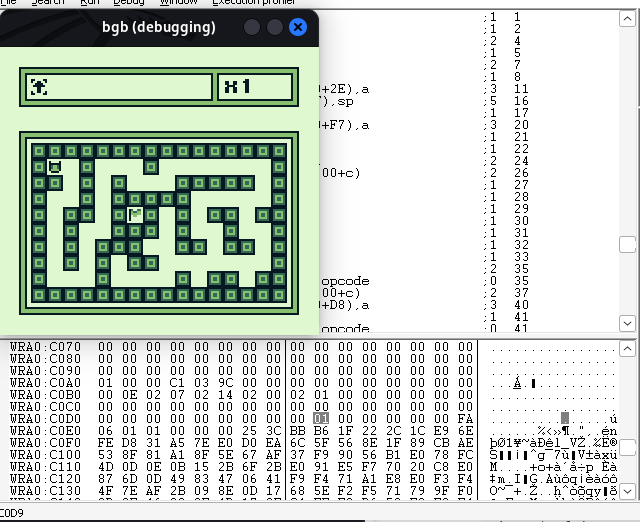 Search Run Debug Window Execution profiler
bgb (debugging)
x1
;1 1
;1 2
;2 4
;1 5
;2 7
;1 8
+2E),a ;3 11
),sp ;5 16
;1 17
+F7),a ;3 20
;1 21
;1 22
;2 24
00+c) ;2 26
;1 27
;1 28
;1 29
;1 30
;1 31
;1 32
;1 33
;2 35
opcode ;0 35
00+c) ;2 37
+D8),a ;3 40
;1 41
opcode ;0 41
WRA0:C070 00 00 00 00 00 00 00 00 00 00 00 00 00 00 00 00
WRA0:C080 00 00 00 00 00 00 00 00 00 00 00 00 00 00 00 00
WRA0:C090 00 00 00 00 00 00 00 00 00 00 00 00 00 00 00 00
WRA0:C0A0 01 00 00 C1 03 9C 00 00 00 00 00 00 00 00 00 00
WRA0:C0B0 00 0E 02 07 02 14 02 00 02 01 00 00 00 00 00 00
WRA0:C0C0 00 00 00 00 00 00 00 00 00 00 00 00 00 00 00 00
WRA0:C0D0 00 00 00 00 00 00 00 00 00 01 00 00 00 00 00 FA
WRA0:C0E0 06 01 01 00 00 00 25 3C BB B6 1F 22 2C 1C E9 6E
WRA0:C0F0 FE D8 31 A5 7E E0 D0 EA 6C 5F 56 8E 1F 89 CB AE
WRA0:C100 53 8F 81 A1 8F 5E 67 AF 37 F9 90 56 B1 E0 78 FC
WRA0:C110 4D 0D 0E 0B 15 2B 6F 2B E0 91 E5 F7 70 20 C8 E0
WRA0:C120 87 6D 0D 49 83 47 06 41 F9 F4 71 A1 E8 E0 F3 F4
WRA0:C130 4F 7E AF 2B 09 8E 0D 17 68 5E F2 F5 71 79 9F F0
C0D9